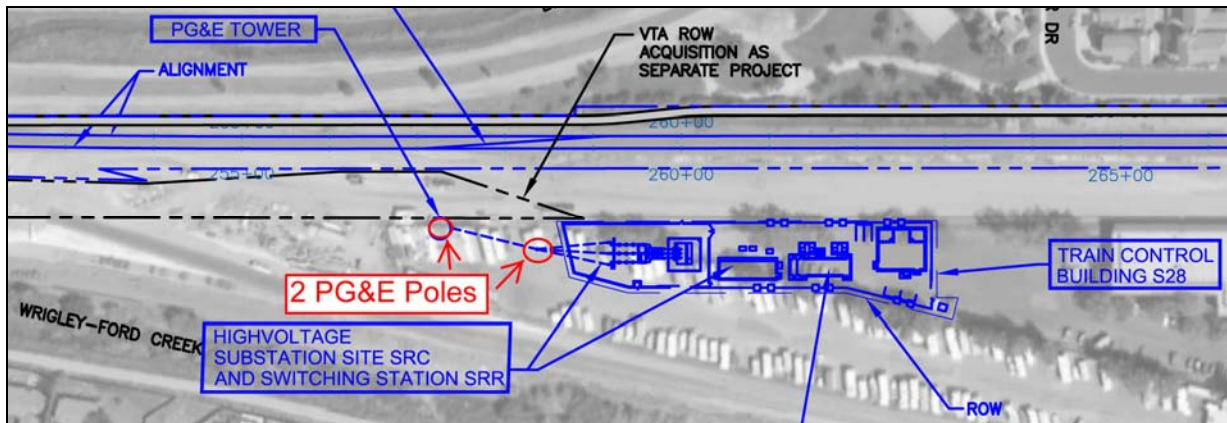 PG&E TOWER
VTA ROW
ACQUISITION AS
SEPARATE PROJECT
DR
ALIGNMENT
260+00
255+00
260+00
265+00
2 PG&E Poles
TRAIN CONTROL
BUILDING S28
WRIGLEY-FORD CREEK
HIGHVOLTAGE
SUBSTATION SITE SRC
AND SWITCHING STATION SRR
ROW